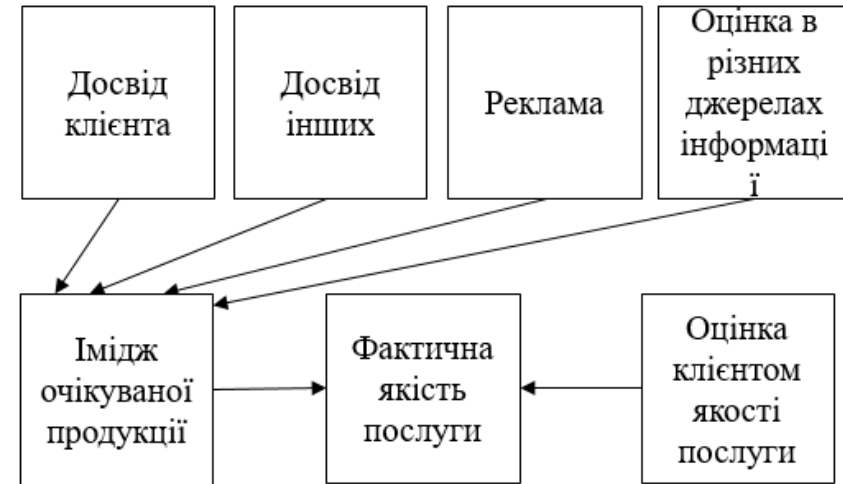 Досвід
клієнта
Досвід
інших
Реклама
Оцінка в
різних
джерелах
інформаці
ї
Імідж
очікуваної
продукції
Фактична
якість
послуги
Оцінка
клієнтом
якості
послуги